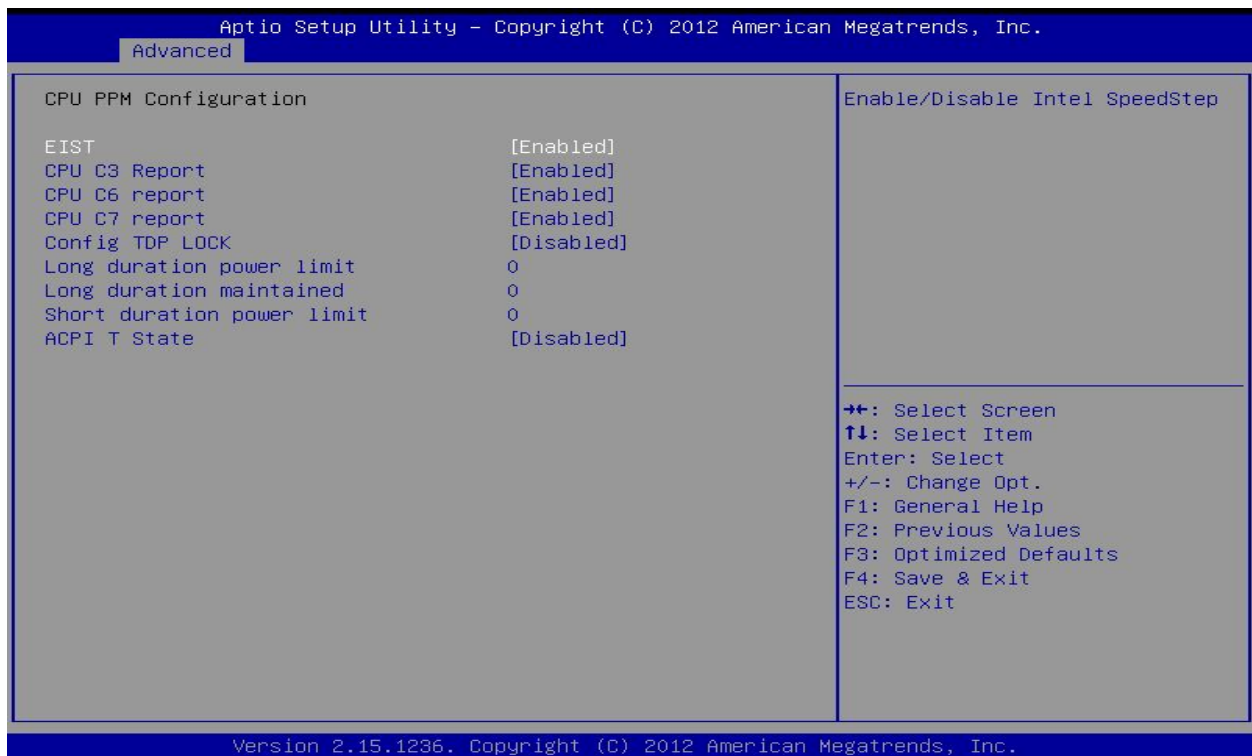 Aptio Setup Utility – Copyright (C) 2012 American Megatrends, Inc.
Advanced
CPU PPM Configuration
EIST [Enabled]
CPU C3 Report [Enabled]
CPU C6 report [Enabled]
CPU C7 report [Enabled]
Config TDP LOCK [Disabled]
Long duration power limit 0
Long duration maintained 0
Short duration power limit 0
ACPI T State [Disabled]
Enable/Disable Intel SpeedStep
→←: Select Screen
↑↓: Select Item
Enter: Select
+/-: Change Opt.
F1: General Help
F2: Previous Values
F3: Optimized Defaults
F4: Save & Exit
ESC: Exit
Version 2.15.1236. Copyright (C) 2012 American Megatrends, Inc.